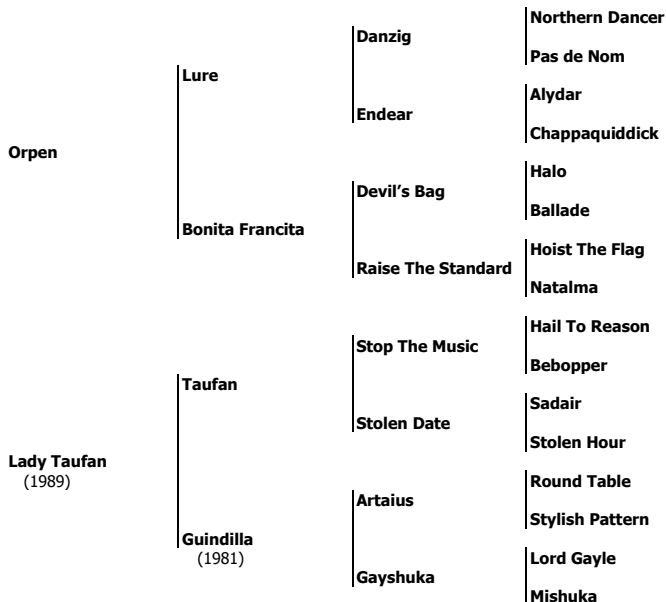 Northern Dancer
Danzig
Pas de Nom
Lure
Alydar
Endear
Chappaquiddick
Orpen
Halo
Devil's Bag
Ballade
Bonita Francita
Hoist The Flag
Raise The Standard
Natalma
Hail To Reason
Stop The Music
Bebopper
Taufan
Sadair
Stolen Date
Stolen Hour
Lady Taufan
(1989)
Round Table
Artaius
Stylish Pattern
Guindilla
(1981)
Lord Gayle
Gayshuka
Mishuka